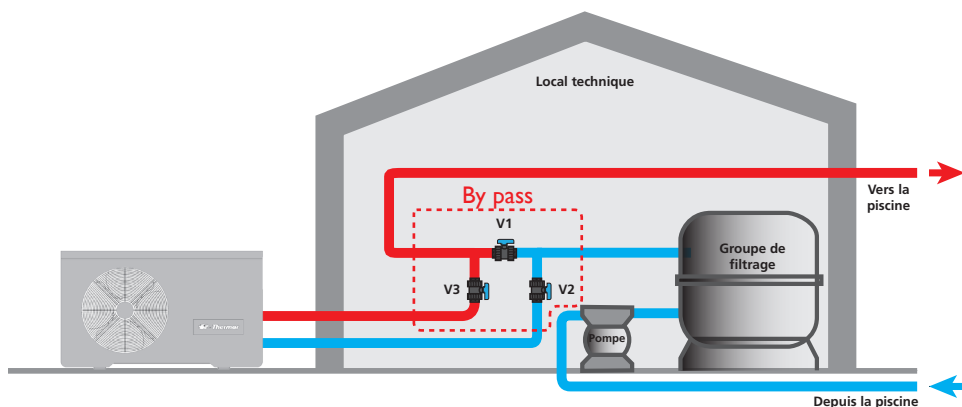 Local technique
Vers la
piscine
By pass
V1
Groupe de
filtrage
V3
V2
Pompe
Depuis la piscine